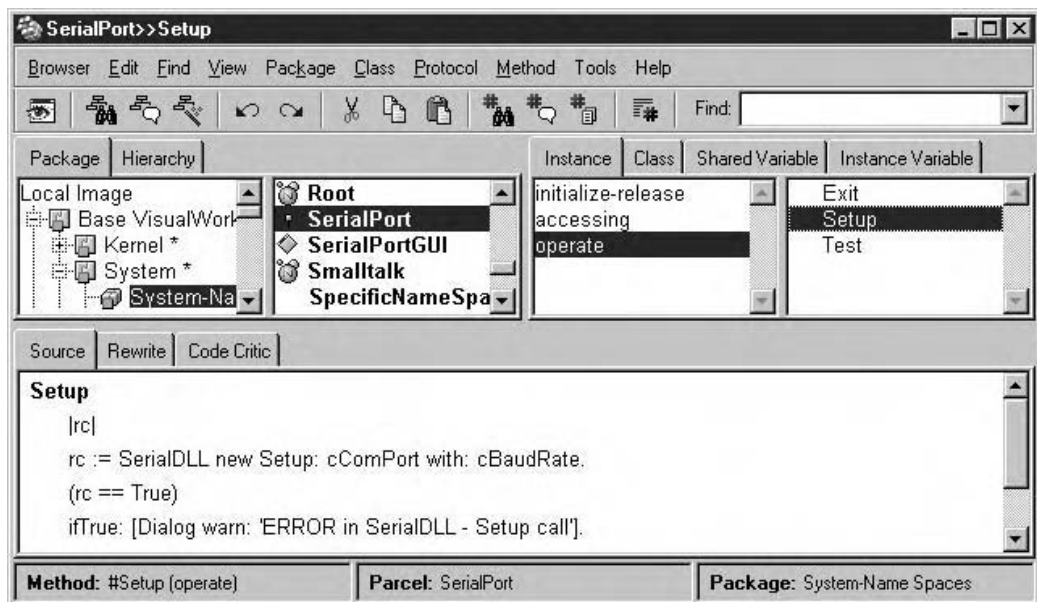 SerialPort>>Setup
Browser Edit Find View Package Class Protocol Method Tools Help
Find:
Package Hierarchy
Instance Class Shared Variable Instance Variable
Local Image
Base VisualWork
Kernel *
System *
System-Na
Root
SerialPort
SerialPortGUI
Smalltalk
SpecificNameSpa
initialize-release
accessing
operate
Exit
Setup
Test
Source Rewrite Code Critic
Setup
|rc|
rc := SerialDLL new Setup: cComPort with: cBaudRate.
(rc == True)
ifTrue: [Dialog warn: 'ERROR in SerialDLL - Setup call'].
Method: #Setup (operate)
Parcel: SerialPort
Package: System-Name Spaces